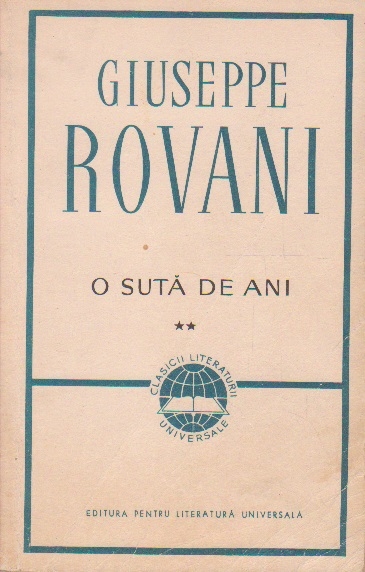 GIUSEPPE
ROVANI
O SUTĂ DE ANI
★★
CLASICII LITERATURII
UNIVERSALE
EDITURA PENTRU LITERATURĂ UNIVERSALĂ